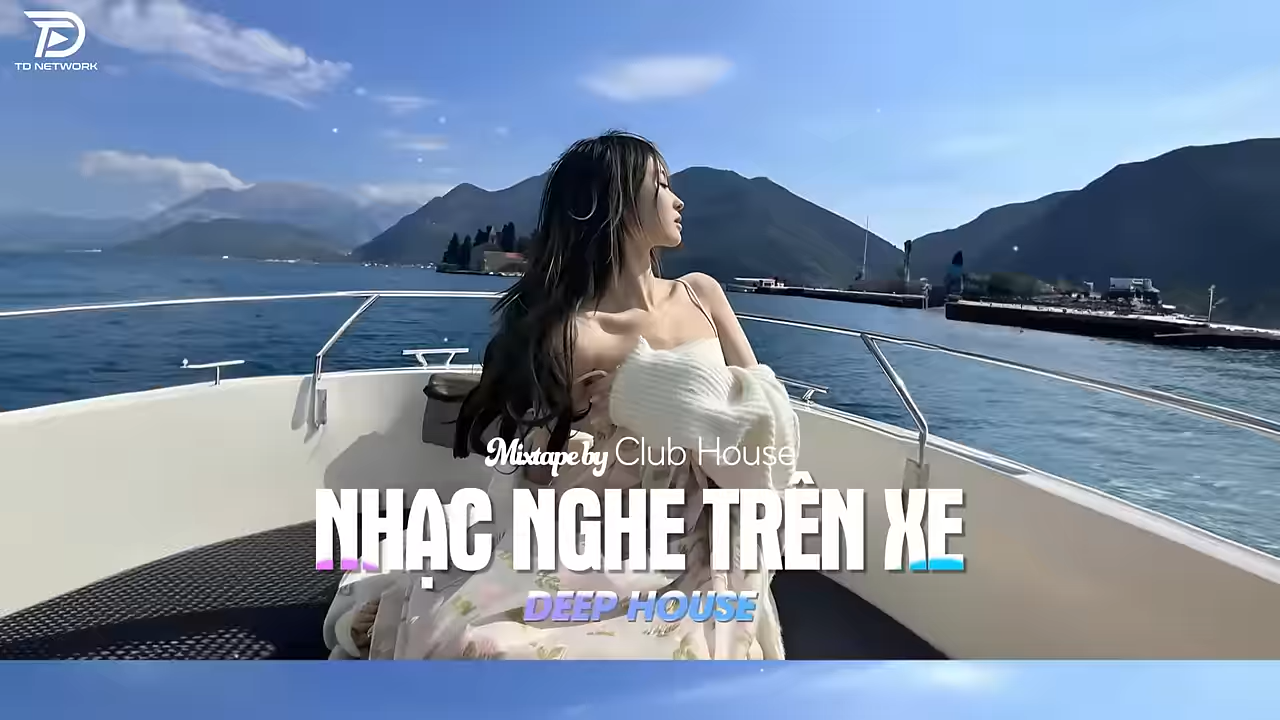 TD NETWORK
Mixtape by Club House
NHẠC NGHE TRÊN XE
DEEP HOUSE